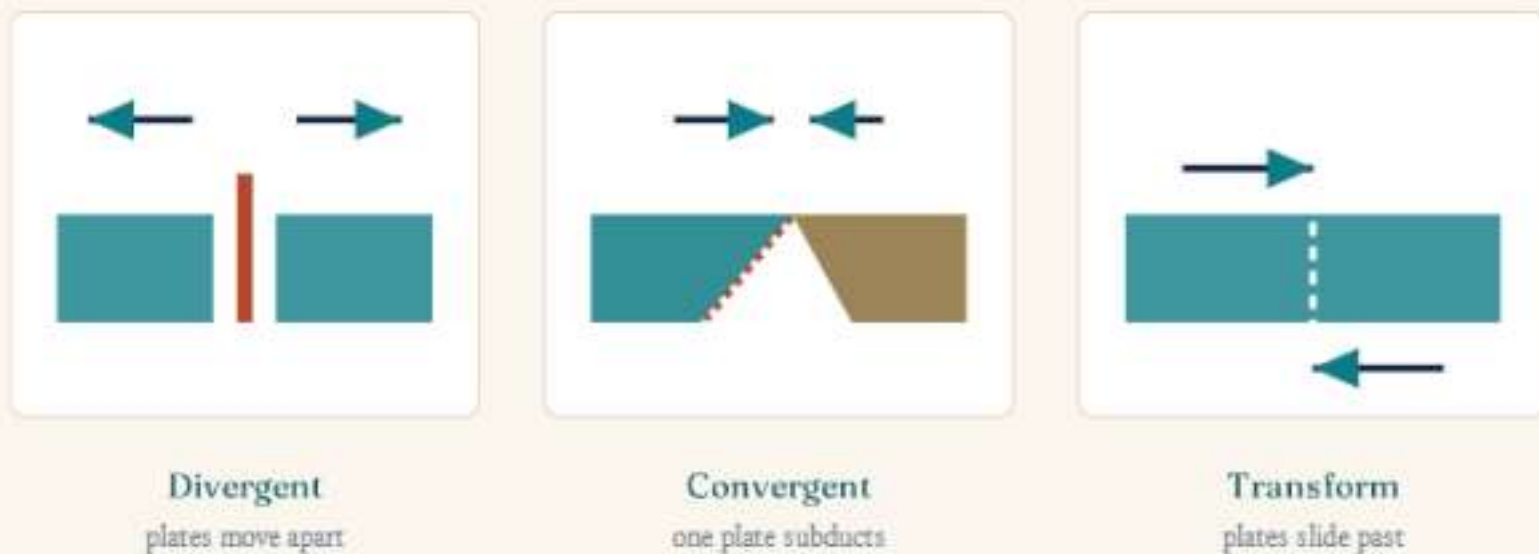 Divergent
plates move apart
Convergent
one plate subducts
Transform
plates slide past